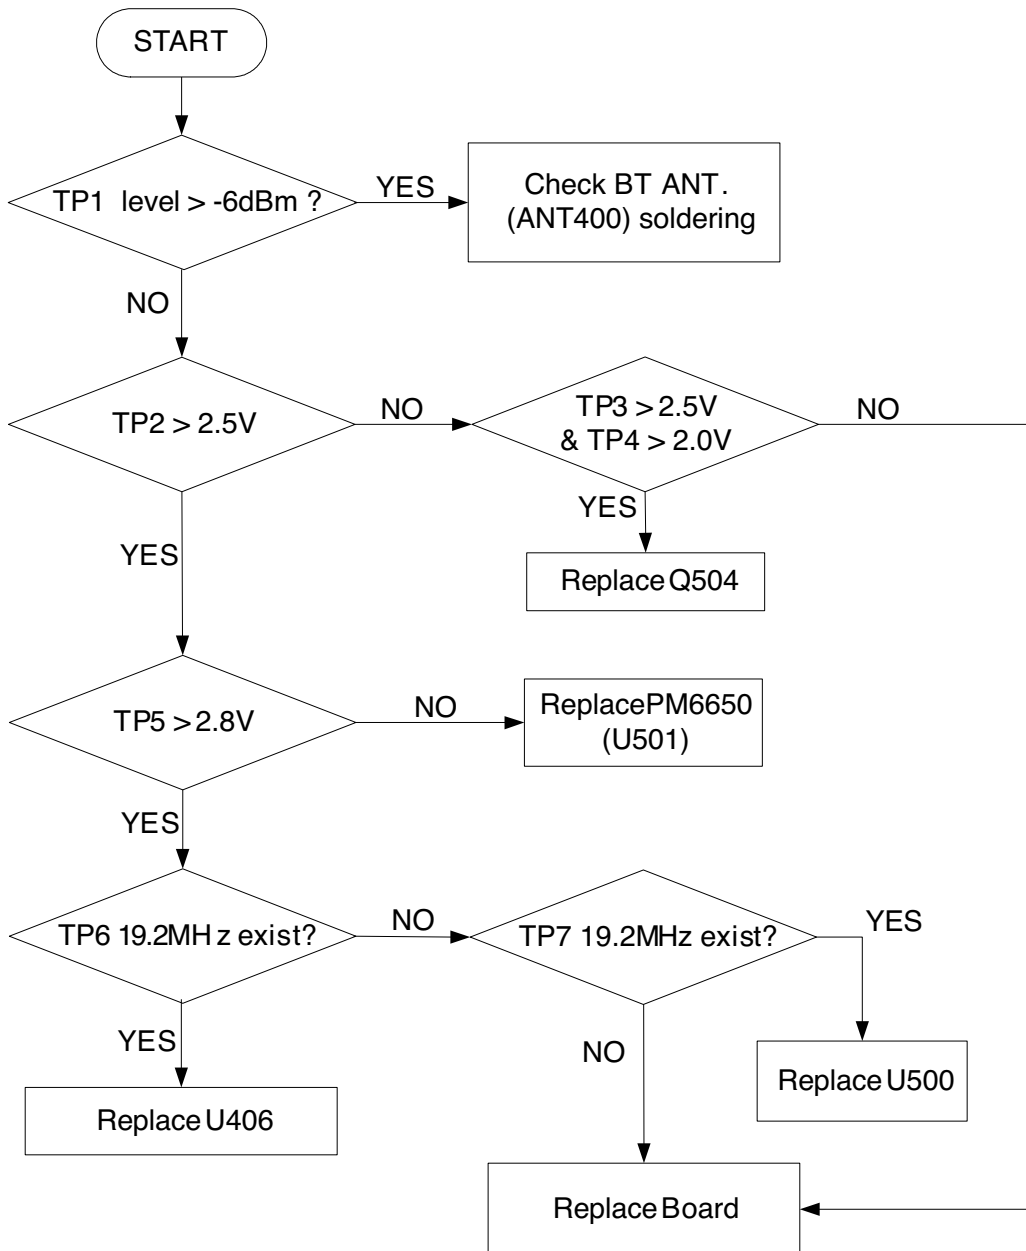 START
TP1 level > -6dBm ?
YES
Check BT ANT.
(ANT400) soldering
NO
TP2 > 2.5V
NO
TP3 > 2.5V
& TP4 > 2.0V
NO
YES
Replace Q504
YES
TP5 > 2.8V
NO
ReplacePM6650
(U501)
YES
TP6 19.2MH z exist?
NO
TP7 19.2MHz exist?
YES
YES
NO
Replace U500
Replace U406
Replace Board